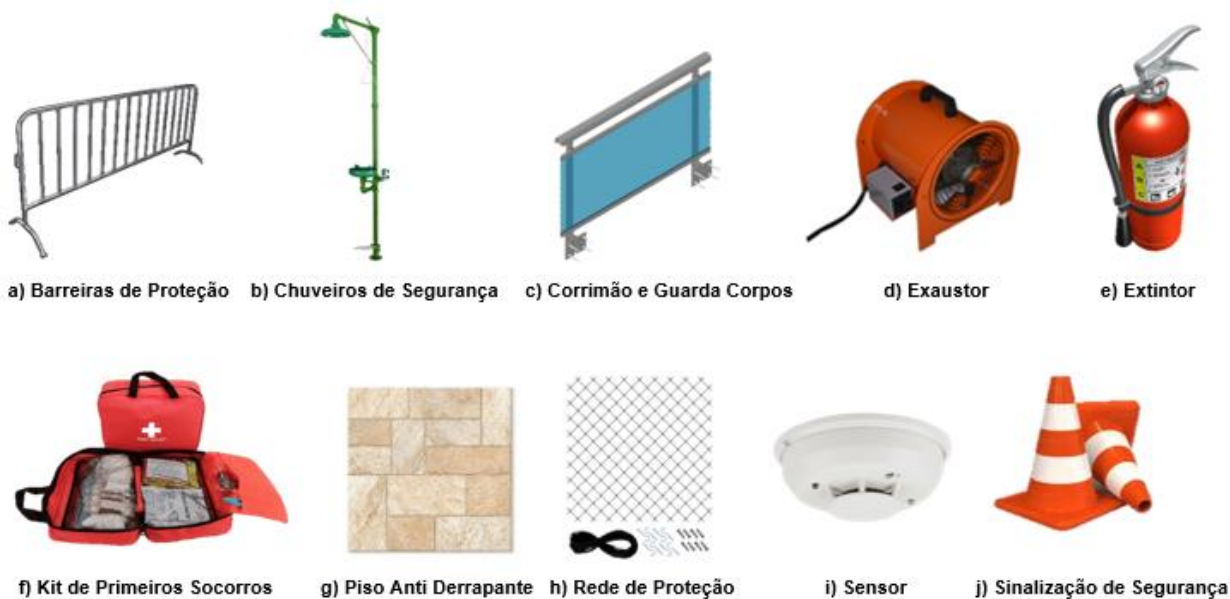 a) Barreiras de Proteção
b) Chuveiros de Segurança
c) Corrimão e Guarda Corpos
d) Exaustor
e) Extintor
f) Kit de Primeiros Socorros
g) Piso Anti Derrapante
h) Rede de Proteção
i) Sensor
j) Sinalização de Segurança